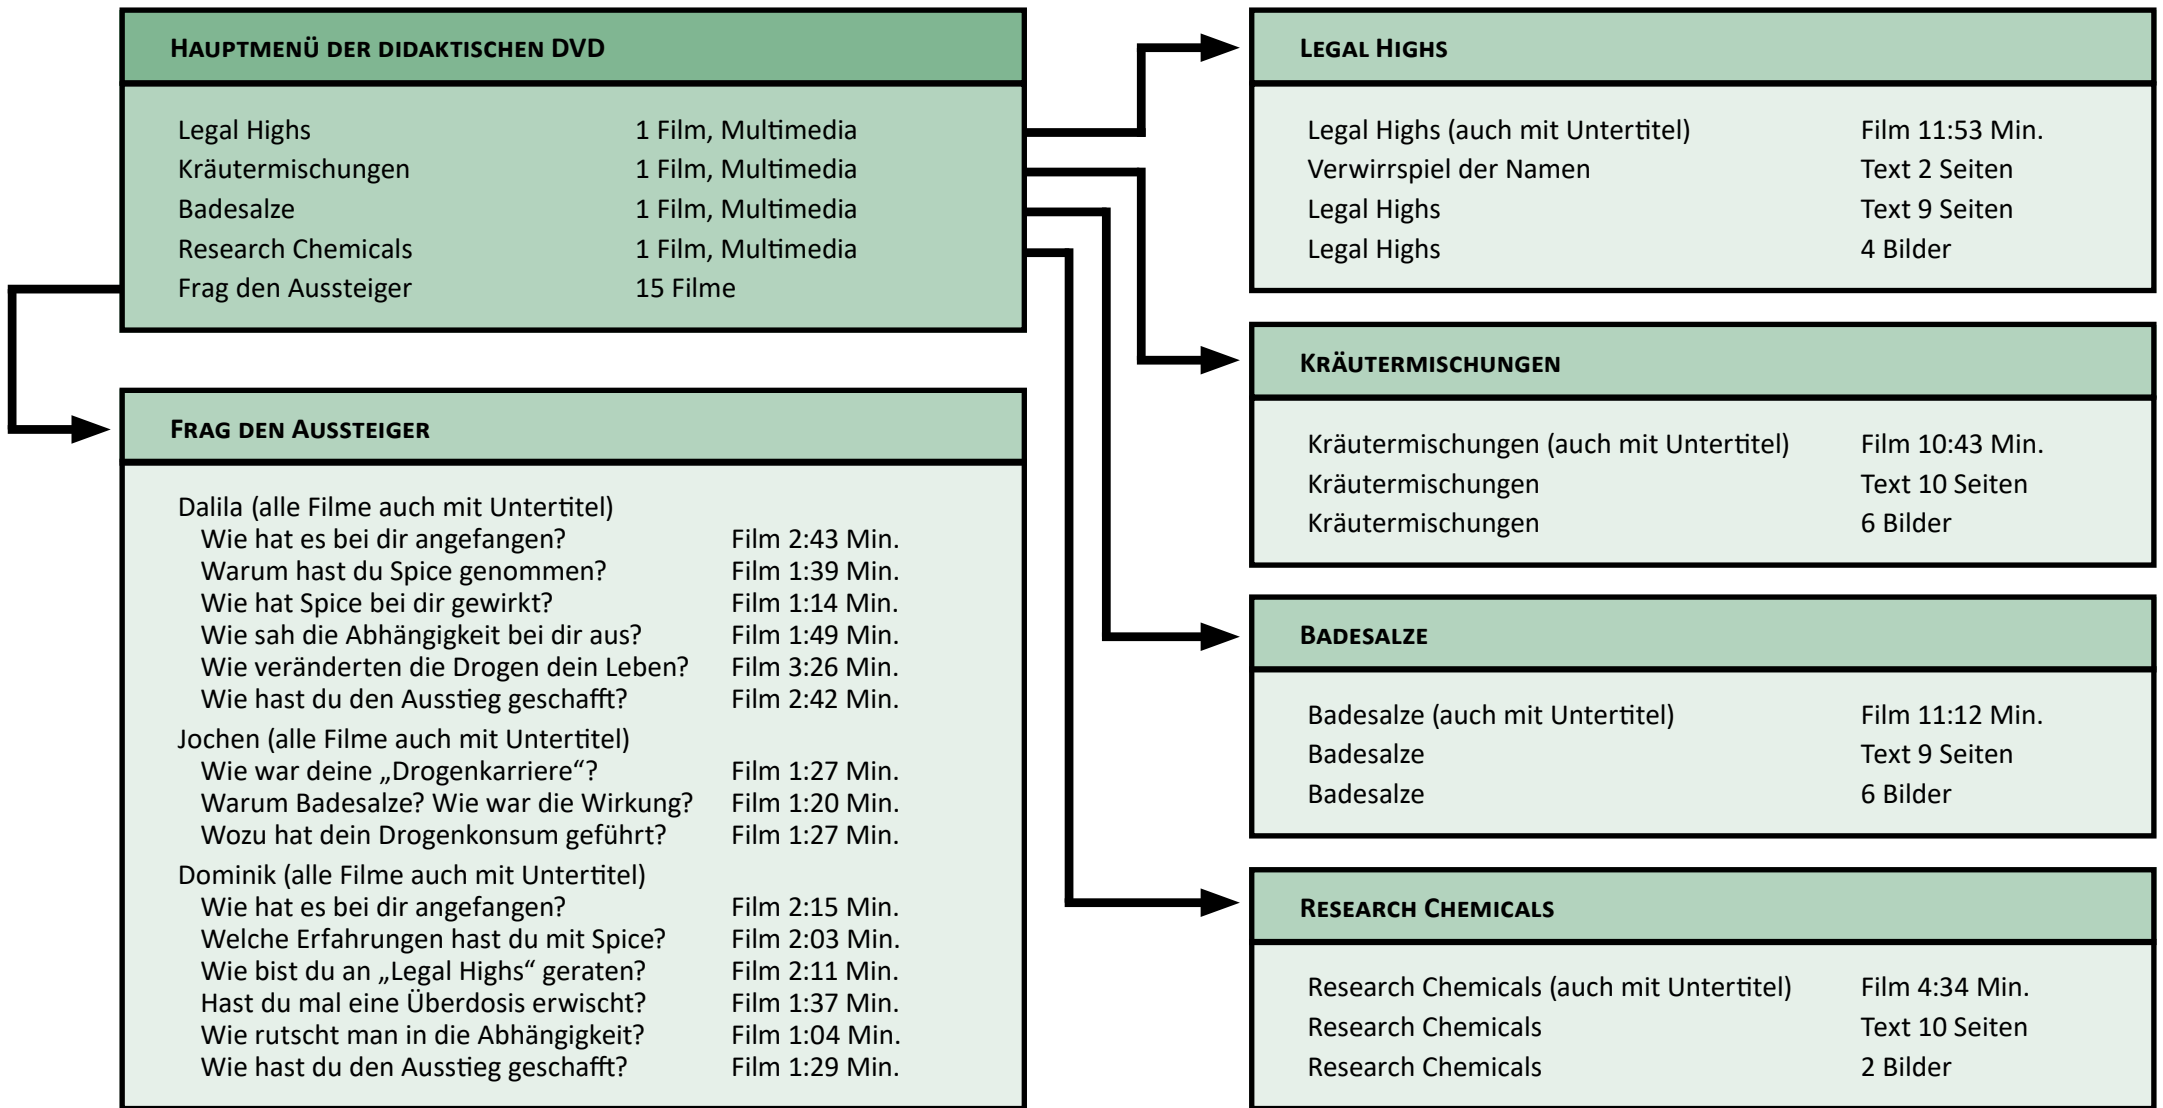 HAUPTMENÜ DER DIDAKTISCHEN DVD
Legal Highs 1 Film, Multimedia
Kräutermischungen 1 Film, Multimedia
Badesalze 1 Film, Multimedia
Research Chemicals 1 Film, Multimedia
Frag den Aussteiger 15 Filme
FRAG DEN AUSSTEIGER
Dalila (alle Filme auch mit Untertitel)
Wie hat es bei dir angefangen? Film 2:43 Min.
Warum hast du Spice genommen? Film 1:39 Min.
Wie hat Spice bei dir gewirkt? Film 1:14 Min.
Wie sah die Abhängigkeit bei dir aus? Film 1:49 Min.
Wie veränderten die Drogen dein Leben? Film 3:26 Min.
Wie hast du den Ausstieg geschafft? Film 2:42 Min.
Jochen (alle Filme auch mit Untertitel)
Wie war deine „Drogenkarriere“? Film 1:27 Min.
Warum Badesalze? Wie war die Wirkung? Film 1:20 Min.
Wozu hat dein Drogenkonsum geführt? Film 1:27 Min.
Dominik (alle Filme auch mit Untertitel)
Wie hat es bei dir angefangen? Film 2:15 Min.
Welche Erfahrungen hast du mit Spice? Film 2:03 Min.
Wie bist du an „Legal Highs“ geraten? Film 2:11 Min.
Hast du mal eine Überdosis erwischt? Film 1:37 Min.
Wie rutscht man in die Abhängigkeit? Film 1:04 Min.
Wie hast du den Ausstieg geschafft? Film 1:29 Min.
LEGAL HIGHS
Legal Highs (auch mit Untertitel) Film 11:53 Min.
Verwirrspiel der Namen Text 2 Seiten
Legal Highs Text 9 Seiten
Legal Highs 4 Bilder
KRÄUTERMISCHUNGEN
Kräutermischungen (auch mit Untertitel) Film 10:43 Min.
Kräutermischungen Text 10 Seiten
Kräutermischungen 6 Bilder
BADESALZE
Badesalze (auch mit Untertitel) Film 11:12 Min.
Badesalze Text 9 Seiten
Badesalze 6 Bilder
RESEARCH CHEMICALS
Research Chemicals (auch mit Untertitel) Film 4:34 Min.
Research Chemicals Text 10 Seiten
Research Chemicals 2 Bilder